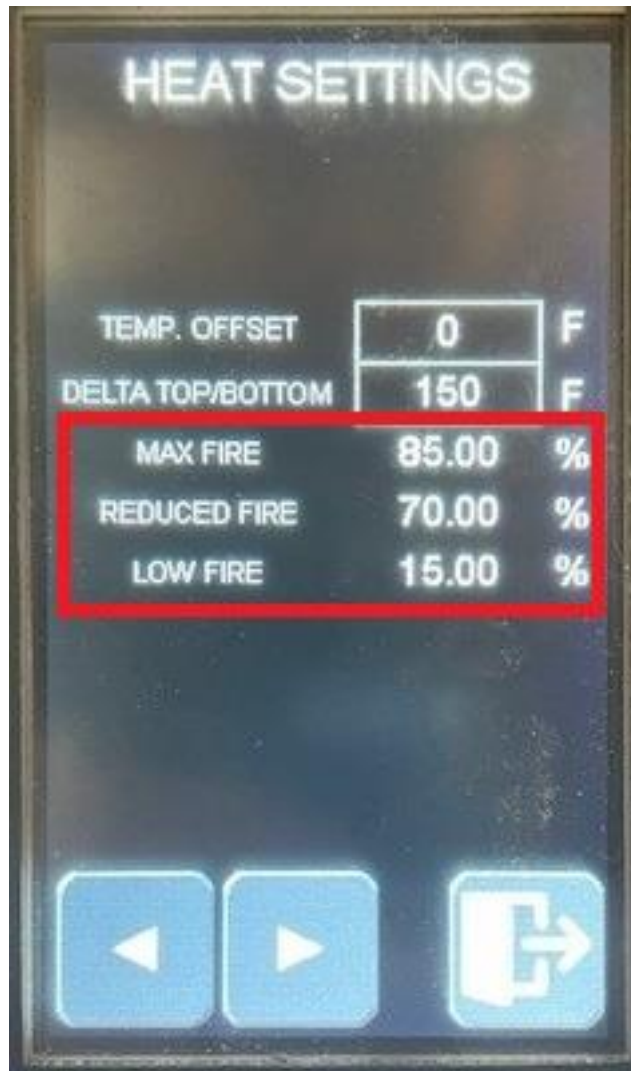 HEAT SETTINGS
TEMP. OFFSET 0 F
DELTA TOP/BOTTOM 150 F
MAX FIRE 85.00 %
REDUCED FIRE 70.00 %
LOW FIRE 15.00 %